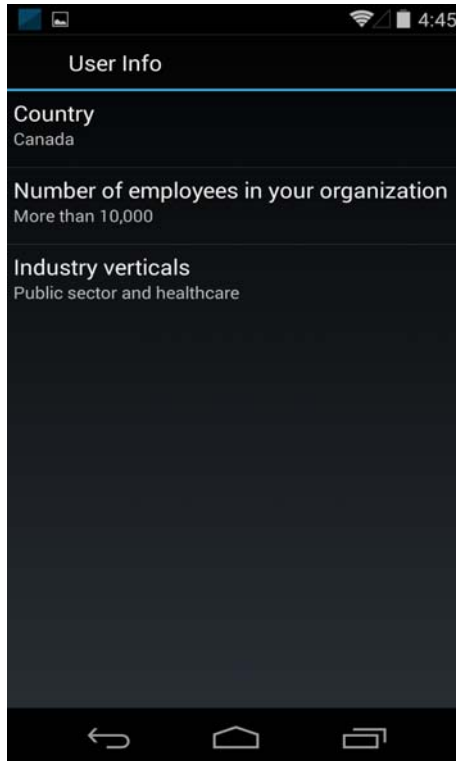 4:45
User Info
Country
Canada
Number of employees in your organization
More than 10,000
Industry verticals
Public sector and healthcare